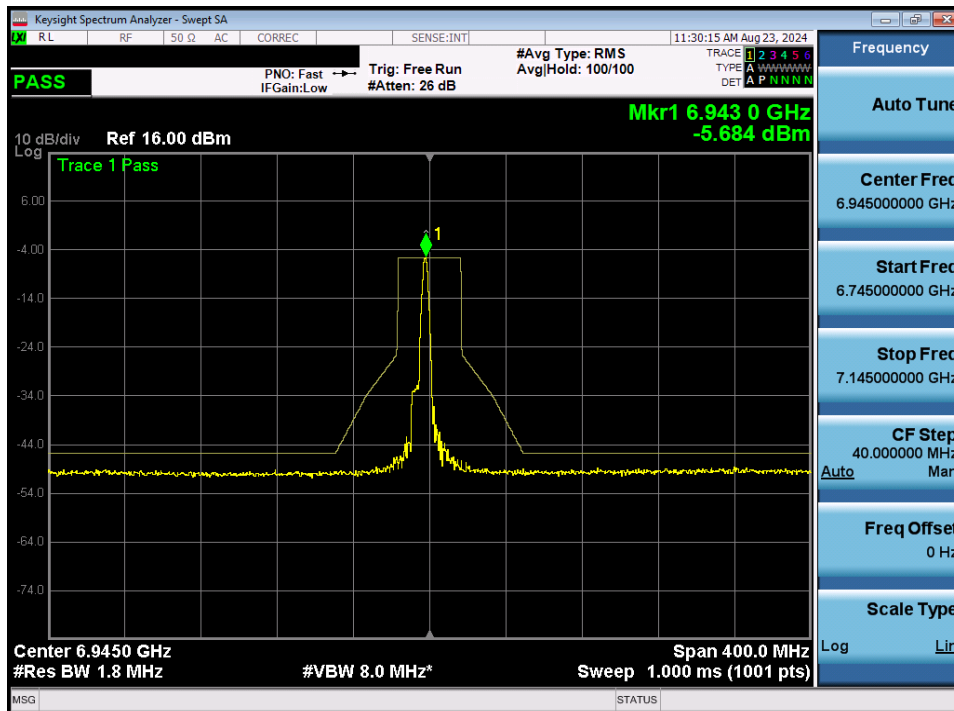 Keysight Spectrum Analyzer - Swept SA
LXI RL RF 50 Ω AC CORREC SENSE:INT 11:30:15 AM Aug 23, 2024
PASS
PNO: Fast
IFGain:Low
Trig: Free Run
#Atten: 26 dB
#Avg Type: RMS
Avg|Hold: 100/100
TRACE 1 2 3 4 5 6
TYPE A WWWWW
DET A P N N N N
Mkr1 6.943 0 GHz
-5.684 dBm
10 dB/div Ref 16.00 dBm
Log
Trace 1 Pass
1
6.00
-4.00
-14.0
-24.0
-34.0
-44.0
-54.0
-64.0
-74.0
Center 6.9450 GHz Span 400.0 MHz
#Res BW 1.8 MHz #VBW 8.0 MHz* Sweep 1.000 ms (1001 pts)
MSG STATUS
Frequency
Auto Tune
Center Freq
6.945000000 GHz
Start Freq
6.745000000 GHz
Stop Freq
7.145000000 GHz
CF Step
40.000000 MHz
Auto Man
Freq Offset
0 Hz
Scale Type
Log Lin